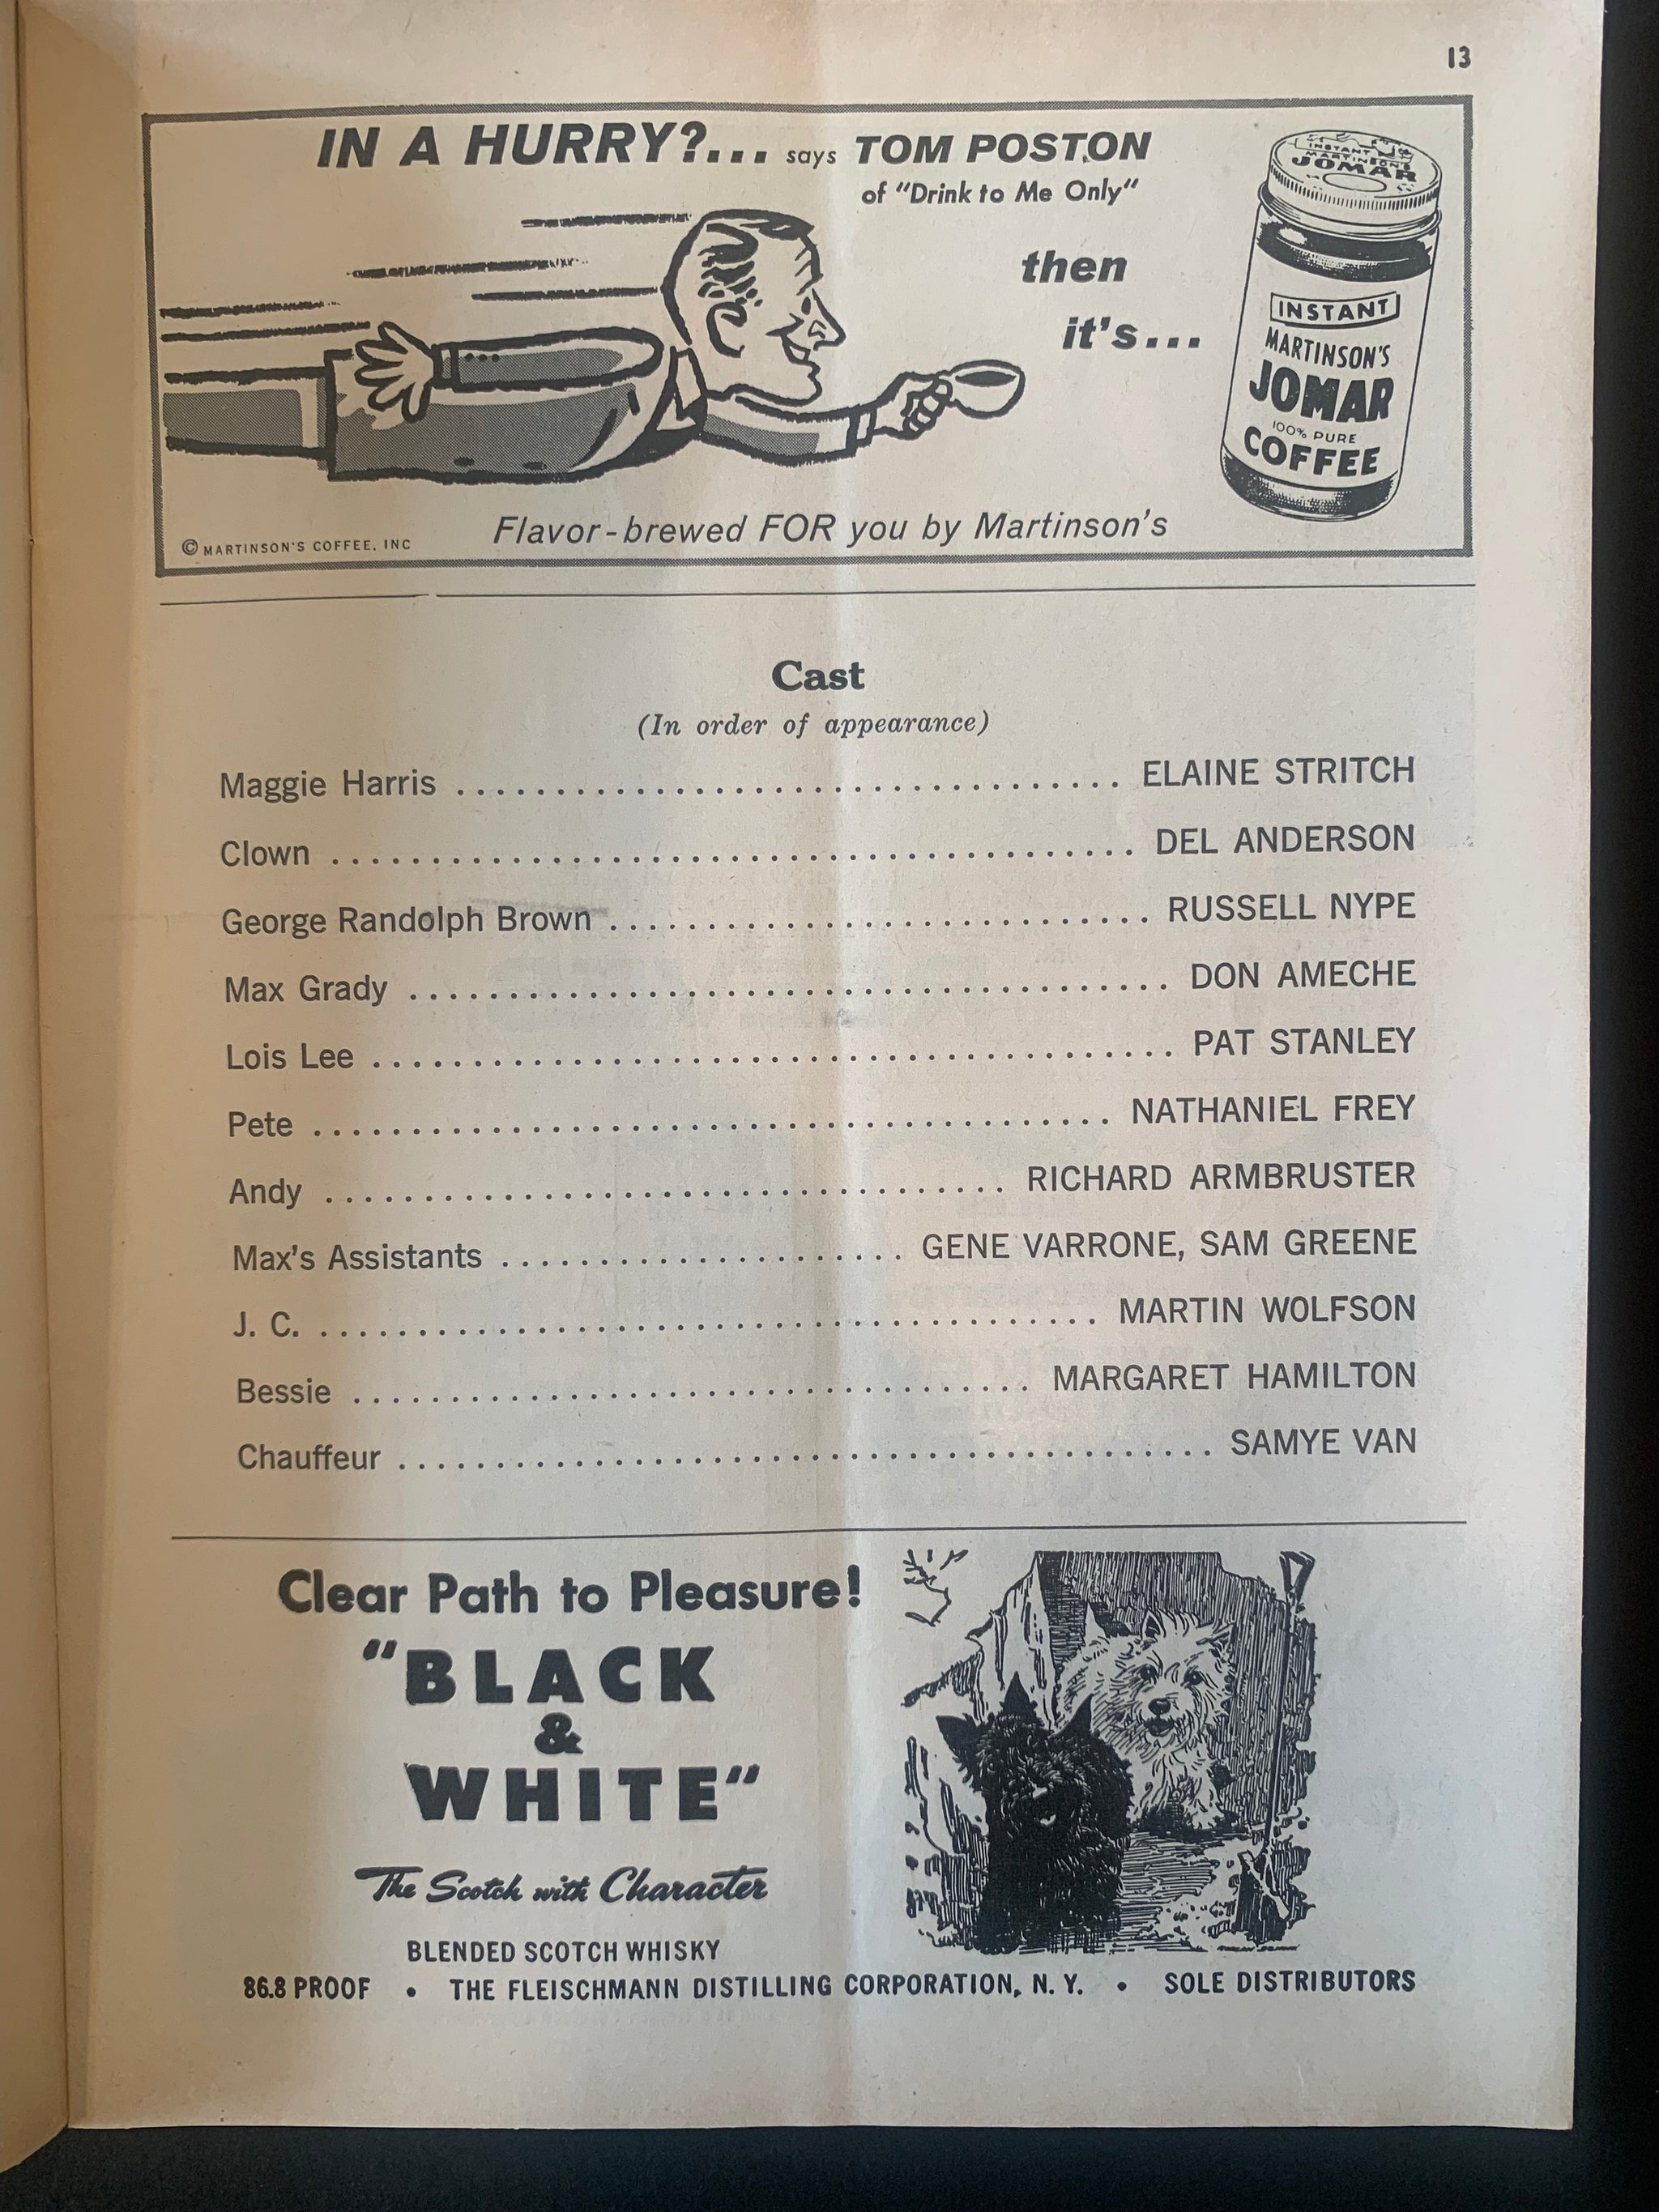 13
IN A HURRY?... says TOM POSTON
of "Drink to Me Only"
then
it's...
INSTANT
MARTINSON'S
JOMAR
INSTANT
MARTINSON'S
JOMAR
100% PURE
COFFEE
Flavor-brewed FOR you by Martinson's
© MARTINSON'S COFFEE, INC
Cast
(In order of appearance)
Maggie Harris .................................. ELAINE STRITCH
Clown ......................................... DEL ANDERSON
George Randolph Brown ............................ RUSSELL NYPE
Max Grady ....................................... DON AMECHE
Lois Lee ......................................... PAT STANLEY
Pete ......................................... NATHANIEL FREY
Andy ................................... RICHARD ARMBRUSTER
Max's Assistants ..................... GENE VARRONE, SAM GREENE
J. C. ........................................ MARTIN WOLFSON
Bessie ................................... MARGARET HAMILTON
Chauffeur .......................................... SAMYE VAN
Clear Path to Pleasure!
"BLACK
&
WHITE"
The Scotch with Character
BLENDED SCOTCH WHISKY
86.8 PROOF • THE FLEISCHMANN DISTILLING CORPORATION, N. Y. • SOLE DISTRIBUTORS